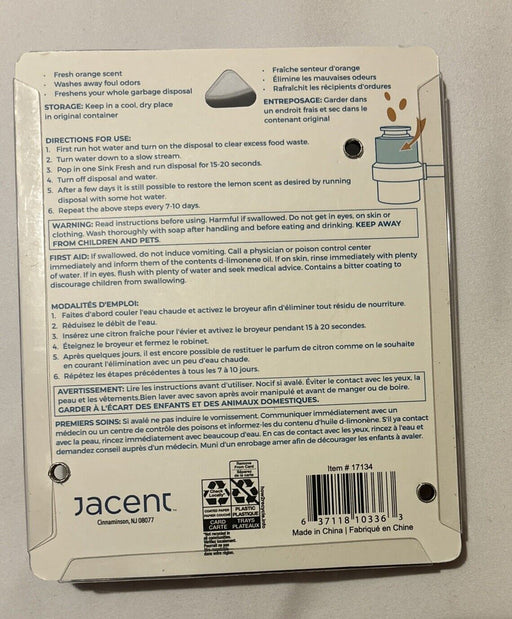 · Fresh orange scent
· Washes away foul odors
· Freshens your whole garbage disposal
STORAGE: Keep in a cool, dry place
in original container
· Fraîche senteur d'orange
· Élimine les mauvaises odeurs
· Rafraîchit les récipients d'ordures
ENTREPOSAGE: Garder dans
un endroit frais et sec dans le
contenant original
DIRECTIONS FOR USE:
1. First run hot water and turn on the disposal to clear excess food waste.
2. Turn water down to a slow stream.
3. Pop in one Sink Fresh and run disposal for 15-20 seconds.
4. Turn off disposal and water.
5. After a few days it is still possible to restore the lemon scent as desired by running
disposal with some hot water.
6. Repeat the above steps every 7-10 days.
WARNING: Read instructions before using. Harmful if swallowed. Do not get in eyes, on skin or
clothing. Wash thoroughly with soap after handling and before eating and drinking. KEEP AWAY
FROM CHILDREN AND PETS.
FIRST AID: If swallowed, do not induce vomiting. Call a physician or poison control center
immediately and inform them of the contents d-limonene oil. If on skin, rinse immediately with plenty
of water. If in eyes, flush with plenty of water and seek medical advice. Contains a bitter coating to
discourage children from swallowing.
MODALITÉS D'EMPLOI:
1. Faites d'abord couler l'eau chaude et activez le broyeur afin d'éliminer tout résidu de nourriture.
2. Réduisez le débit de l'eau.
3. Insérez une citron fraîche pour l'évier et avtivez le broyeur pendant 15 à 20 secondes.
4. Éteignez le broyeur et fermez le robinet.
5. Après quelques jours, il est encore possible de restituer le parfum de citron comme on le souhaite
en courant l'élimination avec un peu d'eau chaude.
6. Répétez les étapes précédentes à tous les 7 à 10 jours.
AVERTISEMENT: Lire les instructions avant d'utiliser. Nocif si avalé. Éviter le contact avec les yeux, la
peau et les vêtements.Bien laver avec savon après avoir manipulé et avant de manger ou de boire.
GARDER À L'ÉCART DES ENFANTS ET DES ANIMAUX DOMESTIQUES.
PREMIERS SOINS: Si avalé ne pas induire le vomissement. Communiquer immédiatement avec un
médecin ou un centre de contrôle des poisons et informez-les du contenu d'huile d-limonène. S'il ya contact
avec la peau, rincez immédiatement avec beaucoup d'eau. En cas de contact avec les yeux, rincez et
demandez conseil auprès d'un médecin. Muni d'un enrobage amer afin de décourager les enfants à avaler.
Jacent
Cinnaminson, NJ 08077
Check
Locally*
COATED PAPER
PAPIER COUCHÉ
CARD
CARTE
Remove
From Card
Séparez
de la carte
PLASTIC
PLASTIQUE
TRAYS
PLATEAUX
Item # 17134
6 37118 10336 3
Made in China | Fabriqué en Chine